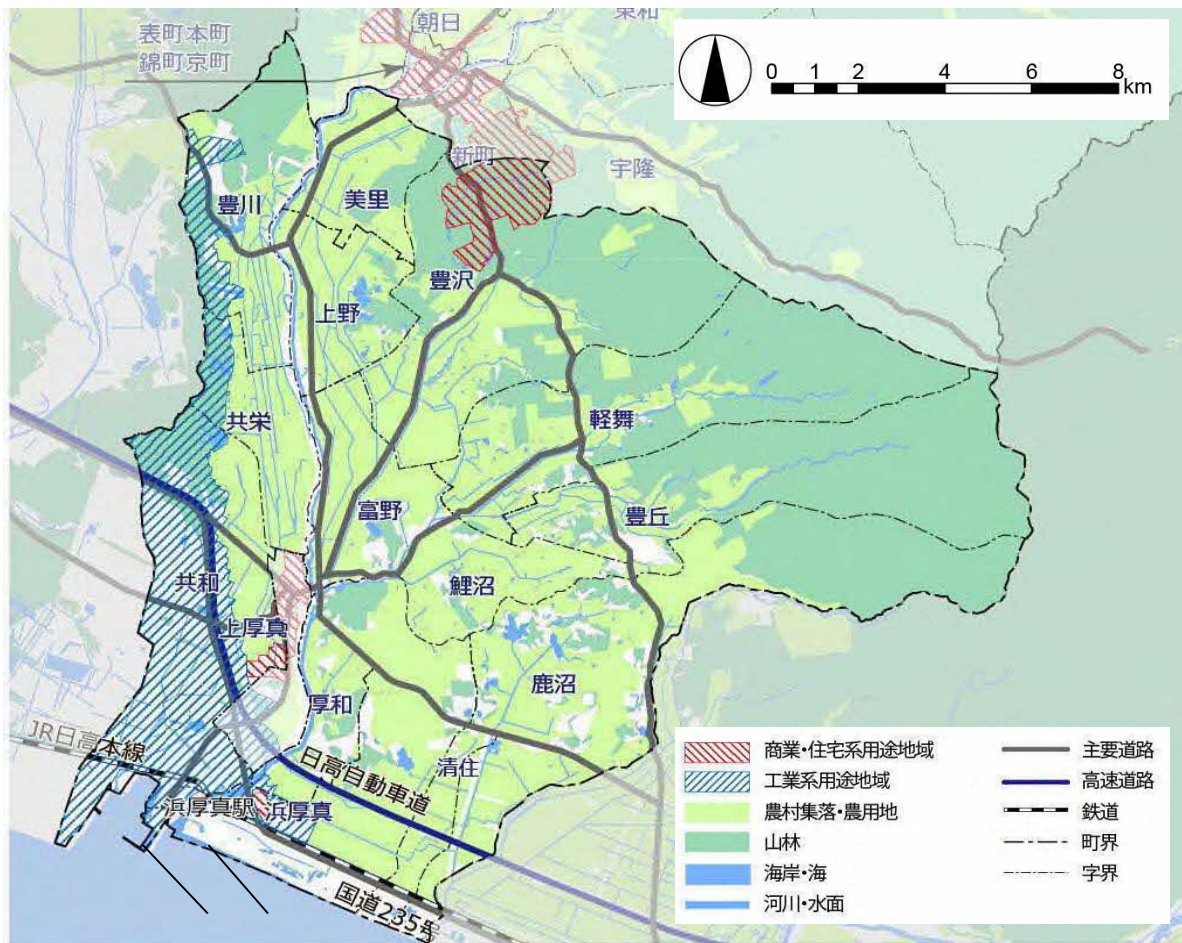 朝日
東和
表町本町
錦町京町
0 1 2 4 6 8 km
新町
宇隆
豊川
美里
豊沢
上野
共栄
軽舞
富野
豊丘
共和
鯉沼
上厚真
鹿沼
厚和
JR日高本線
日高自動車道
清住
浜厚真駅
浜厚真
国道235号
商業・住宅系用途地域
工業系用途地域
農村集落・農用地
山林
海岸・海
河川・水面
主要道路
高速道路
鉄道
町界
字界